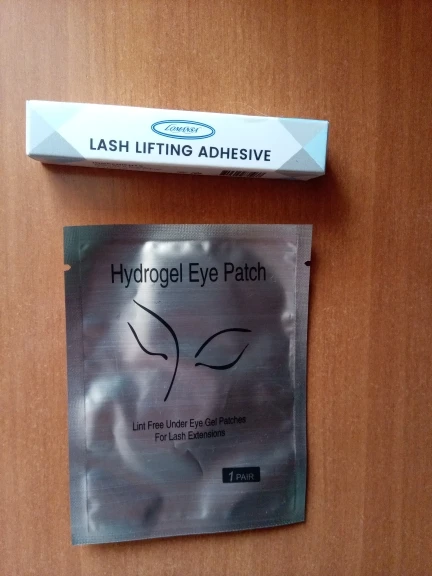 LOMANSA
LASH LIFTING ADHESIVE
Hydrogel Eye Patch
Lint Free Under Eye Gel Patches
For Lash Extensions
1 PAIR